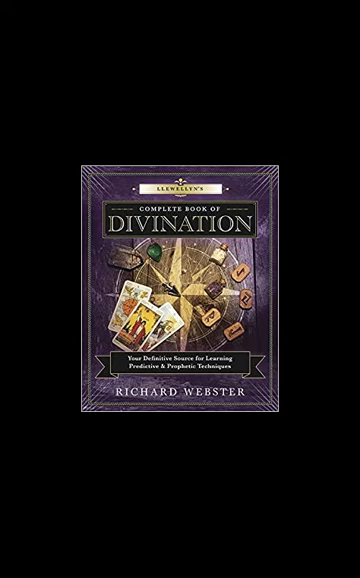 LLEWELLYN'S
COMPLETE BOOK OF
DIVINATION
Your Definitive Source for Learning
Predictive & Prophetic Techniques
RICHARD WEBSTER